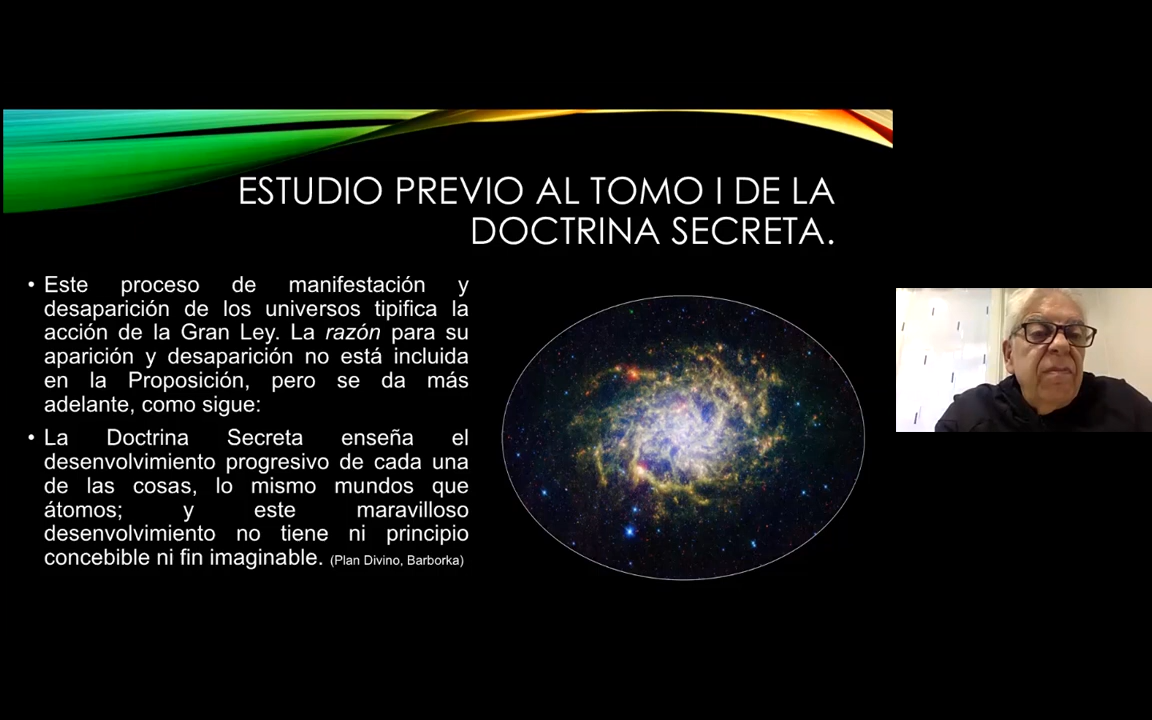 ESTUDIO PREVIO AL TOMO I DE LA
DOCTRINA SECRETA.
• Este proceso de manifestación y
desaparición de los universos tipifica la
acción de la Gran Ley. La razón para su
aparición y desaparición no está incluida
en la Proposición, pero se da más
adelante, como sigue:
• La Doctrina Secreta enseña el
desenvolvimiento progresivo de cada una
de las cosas, lo mismo mundos que
átomos; y este maravilloso
desenvolvimiento no tiene ni principio
concebible ni fin imaginable. (Plan Divino, Barborka)